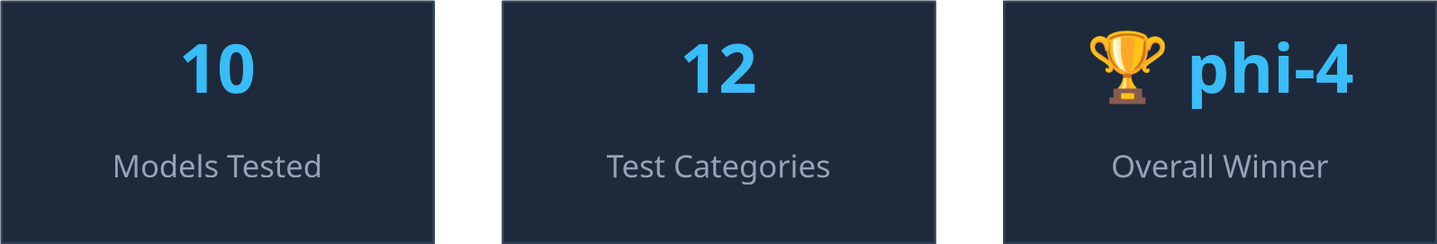 10
Models Tested
12
Test Categories
🏆 phi-4
Overall Winner